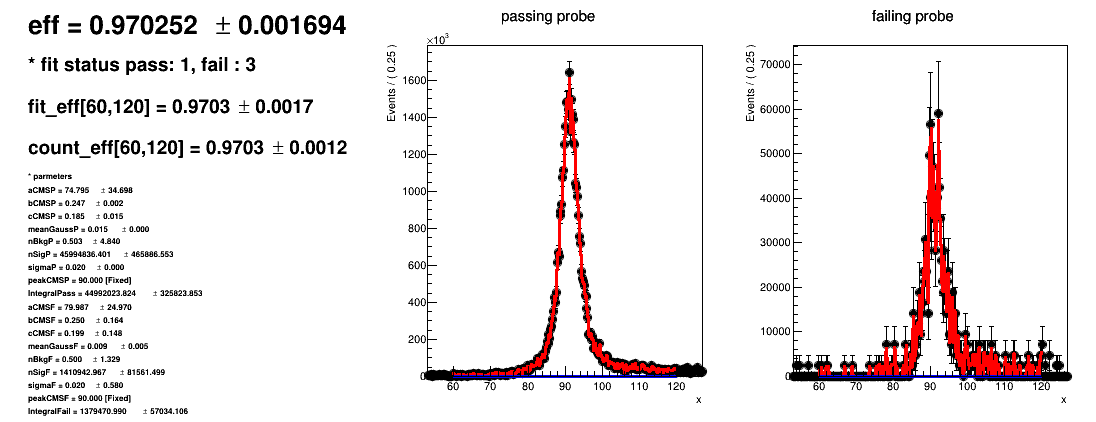 eff = 0.970252 ± 0.001694
* fit status pass: 1, fail : 3
fit_eff[60,120] = 0.9703 ± 0.0017
count_eff[60,120] = 0.9703 ± 0.0012
* parmeters
aCMSP = 74.795 ± 34.698
bCMSP = 0.247 ± 0.002
cCMSP = 0.185 ± 0.015
meanGaussP = 0.015 ± 0.000
nBkgP = 0.503 ± 4.840
nSigP = 45994836.401 ± 465886.553
sigmaP = 0.020 ± 0.000
peakCMSP = 90.000 [Fixed]
IntegralPass = 44992023.824 ± 325823.853
aCMSF = 79.987 ± 24.970
bCMSF = 0.250 ± 0.164
cCMSF = 0.199 ± 0.148
meanGaussF = 0.009 ± 0.005
nBkgF = 0.500 ± 1.329
nSigF = 1410942.967 ± 81561.499
sigmaF = 0.020 ± 0.580
peakCMSF = 90.000 [Fixed]
IntegralFail = 1379470.990 ± 57034.106
passing probe
×10³
Events / ( 0.25 )
1600
1400
1200
1000
800
600
400
200
0
60 70 80 90 100 110 120
x
failing probe
Events / ( 0.25 )
70000
60000
50000
40000
30000
20000
10000
0
60 70 80 90 100 110 120
x